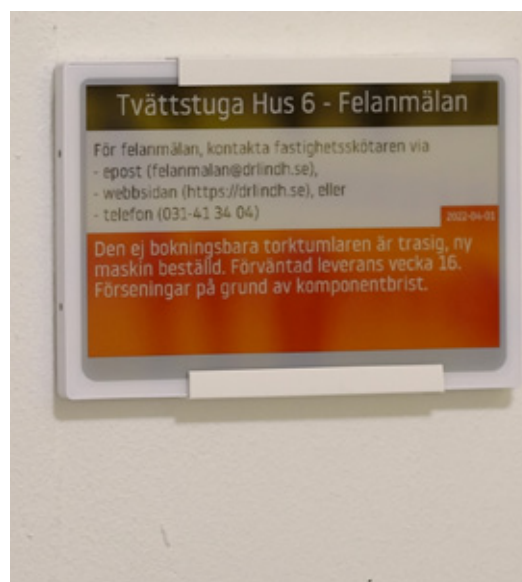 Tvättstuga Hus 6 - Felanmälan
För felanmälan, kontakta fastighetsskötaren via
- epost (felanmalan@drlindh.se),
- webbsidan (https://drlindh.se), eller
- telefon (031-41 34 04)
2022-04-01
Den ej bokningsbara torktumlaren är trasig, ny
maskin beställd. Förväntad leverans vecka 16.
Förseningar på grund av komponentbrist.